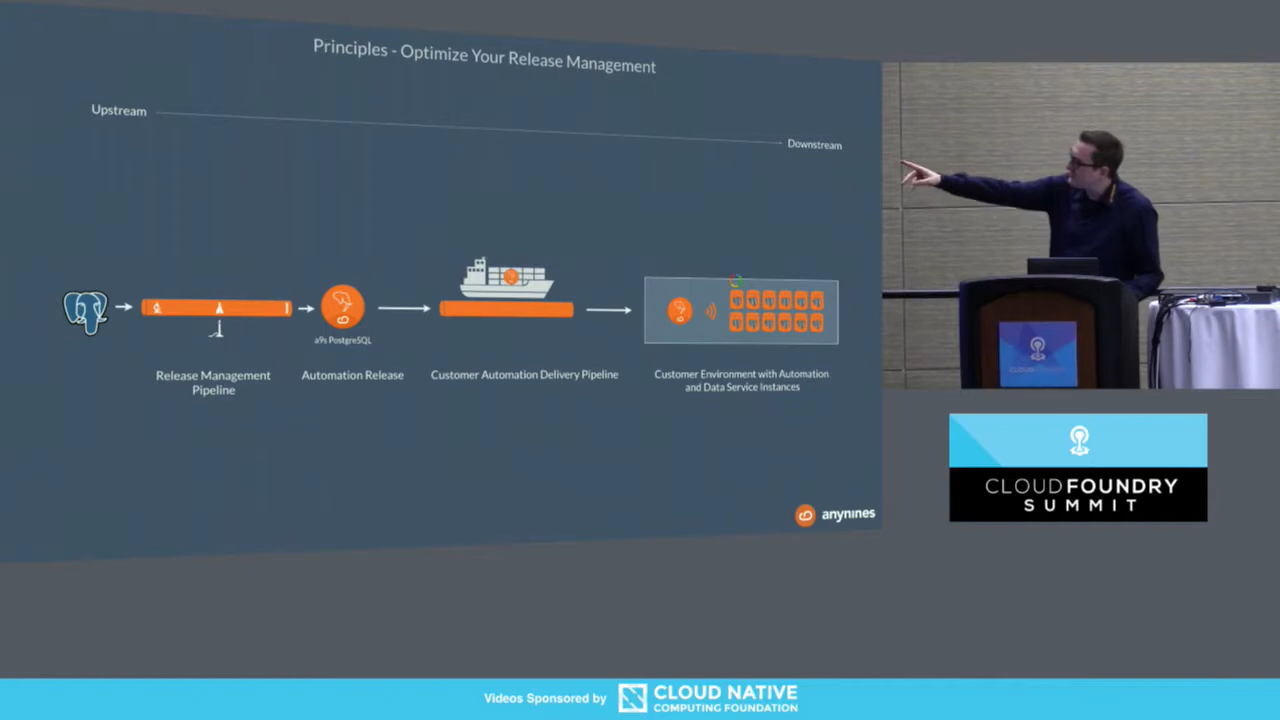 Principles - Optimize Your Release Management
Upstream
Downstream
a9s PostgreSQL
Release Management
Pipeline
Automation Release
Customer Automation Delivery Pipeline
Customer Environment with Automation
and Data Service Instances
anynines
CLOUD FOUNDRY
CLOUDFOUNDRY
SUMMIT
Videos Sponsored by
CLOUD NATIVE
COMPUTING FOUNDATION